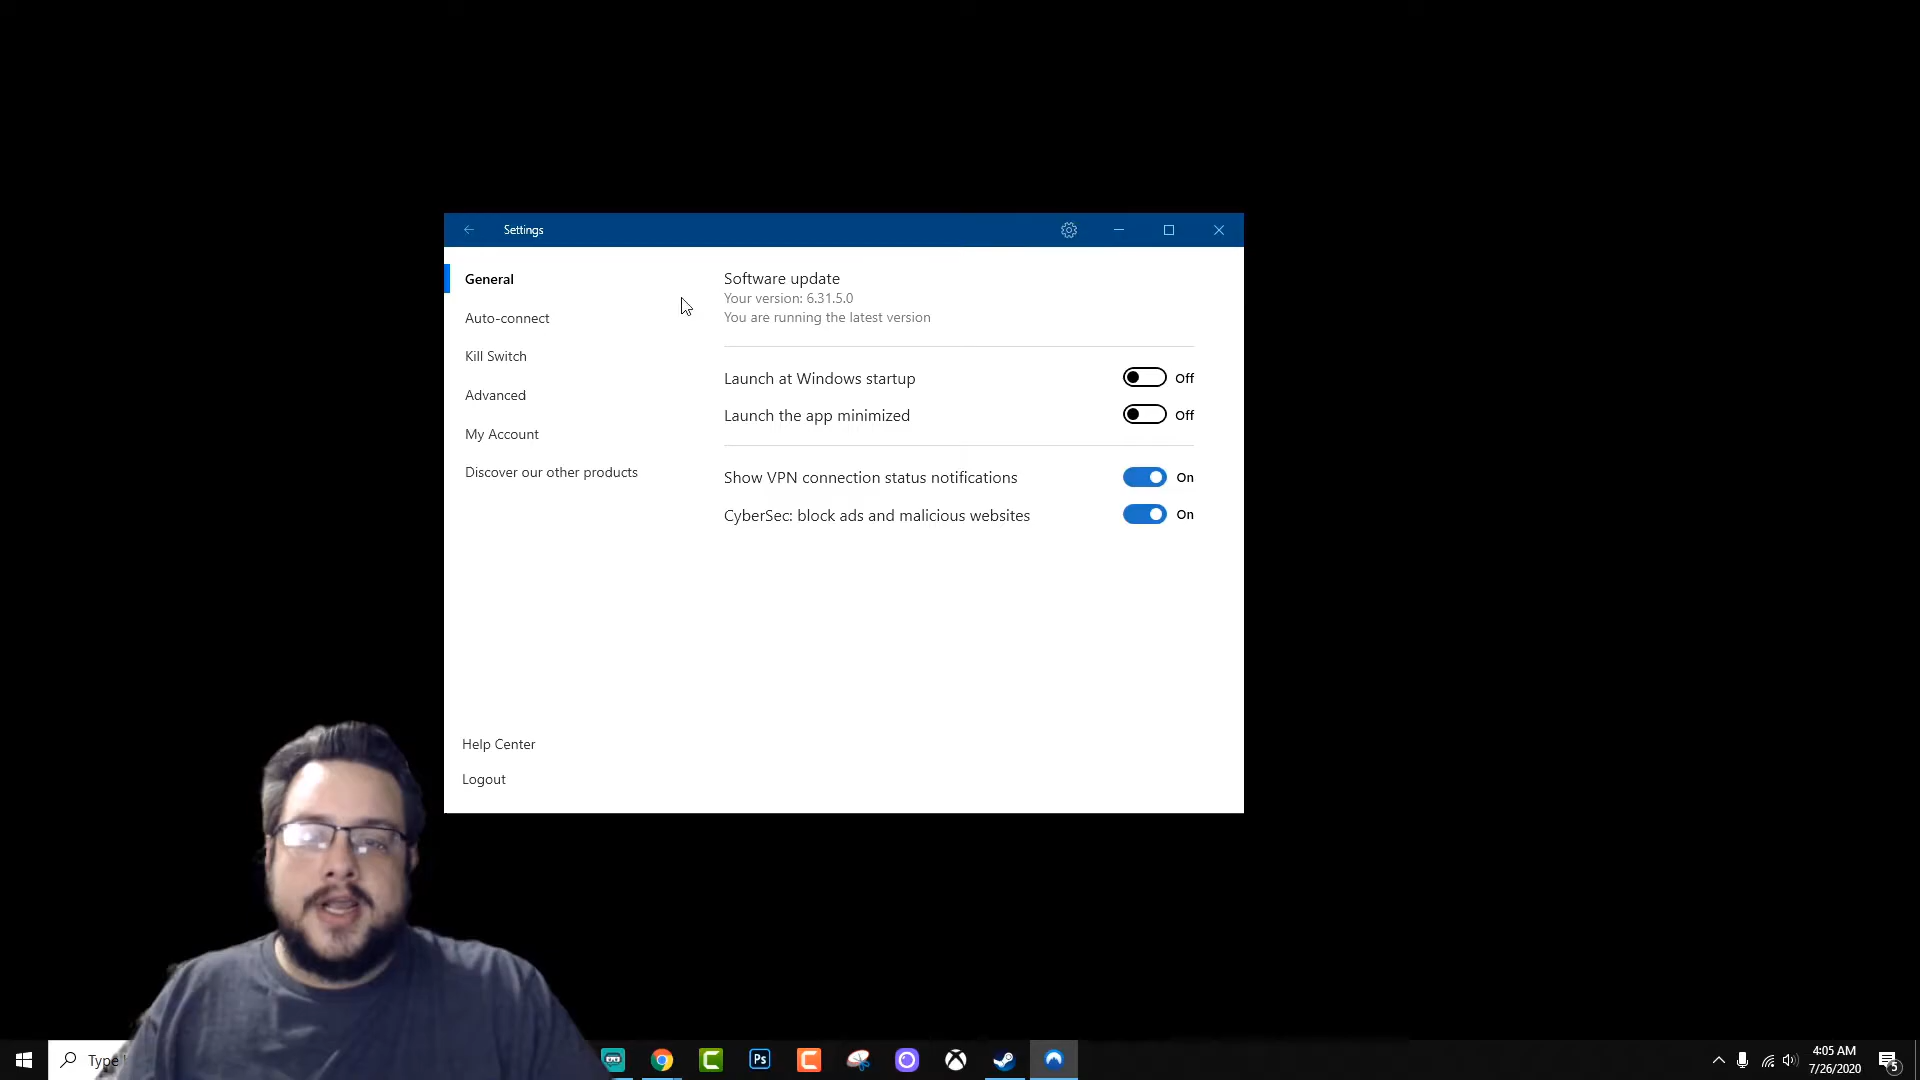 Settings
General
Auto-connect
Kill Switch
Advanced
My Account
Discover our other products
Help Center
Logout
Software update
Your version: 6.31.5.0
You are running the latest version
Launch at Windows startup Off
Launch the app minimized Off
Show VPN connection status notifications On
CyberSec: block ads and malicious websites On
Type
Ps
4:05 AM
7/26/2020
5